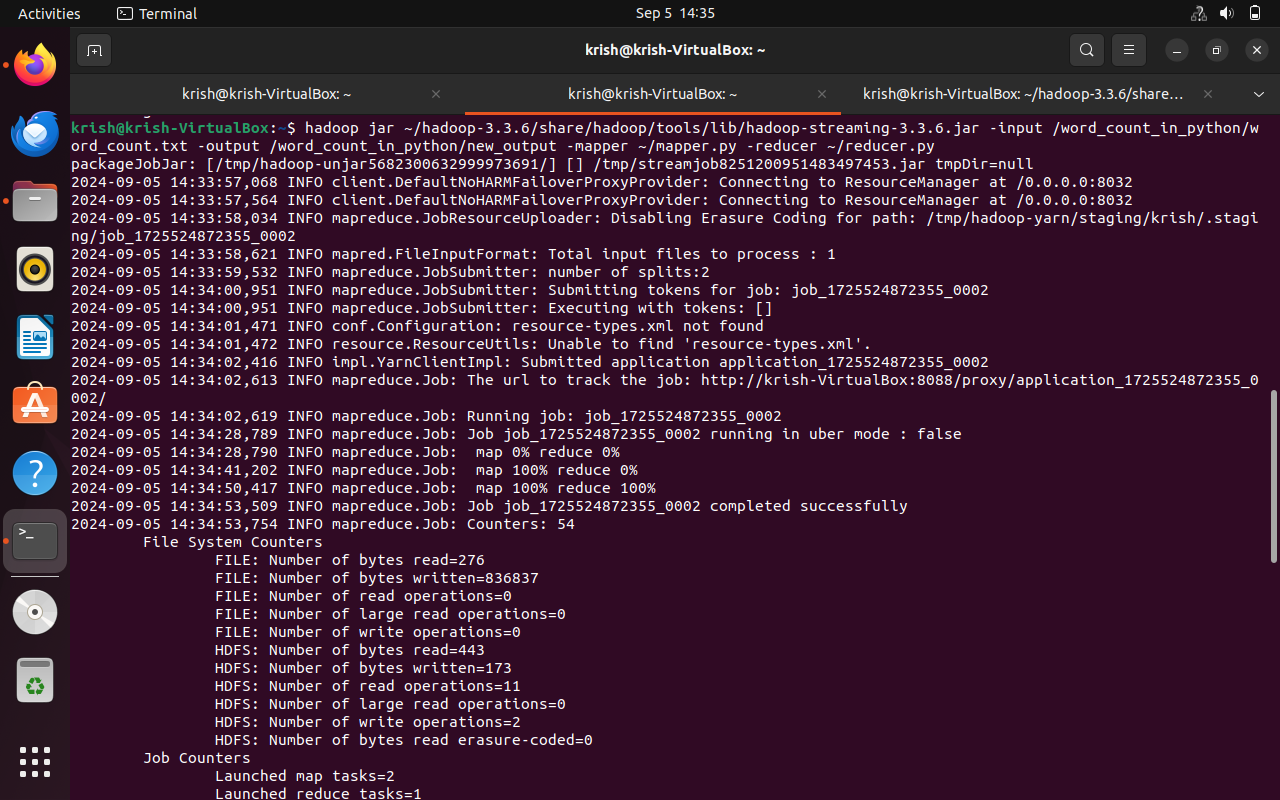 Activities
Terminal
Sep 5 14:35
krish@krish-VirtualBox: ~
krish@krish-VirtualBox: ~
krish@krish-VirtualBox: ~
krish@krish-VirtualBox: ~/hadoop-3.3.6/share…
krish@krish-VirtualBox:~$ hadoop jar ~/hadoop-3.3.6/share/hadoop/tools/lib/hadoop-streaming-3.3.6.jar -input /word_count_in_python/w
ord_count.txt -output /word_count_in_python/new_output -mapper ~/mapper.py -reducer ~/reducer.py
packageJobJar: [/tmp/hadoop-unjar5682300632999973691/] [] /tmp/streamjob8251200951483497453.jar tmpDir=null
2024-09-05 14:33:57,068 INFO client.DefaultNoHARMFailoverProxyProvider: Connecting to ResourceManager at /0.0.0.0:8032
2024-09-05 14:33:57,564 INFO client.DefaultNoHARMFailoverProxyProvider: Connecting to ResourceManager at /0.0.0.0:8032
2024-09-05 14:33:58,034 INFO mapreduce.JobResourceUploader: Disabling Erasure Coding for path: /tmp/hadoop-yarn/staging/krish/.stagi
ng/job_1725524872355_0002
2024-09-05 14:33:58,621 INFO mapred.FileInputFormat: Total input files to process : 1
2024-09-05 14:33:59,532 INFO mapreduce.JobSubmitter: number of splits:2
2024-09-05 14:34:00,951 INFO mapreduce.JobSubmitter: Submitting tokens for job: job_1725524872355_0002
2024-09-05 14:34:00,951 INFO mapreduce.JobSubmitter: Executing with tokens: []
2024-09-05 14:34:01,471 INFO conf.Configuration: resource-types.xml not found
2024-09-05 14:34:01,472 INFO resource.ResourceUtils: Unable to find 'resource-types.xml'.
2024-09-05 14:34:02,416 INFO impl.YarnClientImpl: Submitted application application_1725524872355_0002
2024-09-05 14:34:02,613 INFO mapreduce.Job: The url to track the job: http://krish-VirtualBox:8088/proxy/application_1725524872355_0
002/
2024-09-05 14:34:02,619 INFO mapreduce.Job: Running job: job_1725524872355_0002
2024-09-05 14:34:28,789 INFO mapreduce.Job: Job job_1725524872355_0002 running in uber mode : false
2024-09-05 14:34:28,790 INFO mapreduce.Job:  map 0% reduce 0%
2024-09-05 14:34:41,202 INFO mapreduce.Job:  map 100% reduce 0%
2024-09-05 14:34:50,417 INFO mapreduce.Job:  map 100% reduce 100%
2024-09-05 14:34:53,509 INFO mapreduce.Job: Job job_1725524872355_0002 completed successfully
2024-09-05 14:34:53,754 INFO mapreduce.Job: Counters: 54
File System Counters
FILE: Number of bytes read=276
FILE: Number of bytes written=836837
FILE: Number of read operations=0
FILE: Number of large read operations=0
FILE: Number of write operations=0
HDFS: Number of bytes read=443
HDFS: Number of bytes written=173
HDFS: Number of read operations=11
HDFS: Number of large read operations=0
HDFS: Number of write operations=2
HDFS: Number of bytes read erasure-coded=0
Job Counters
Launched map tasks=2
Launched reduce tasks=1